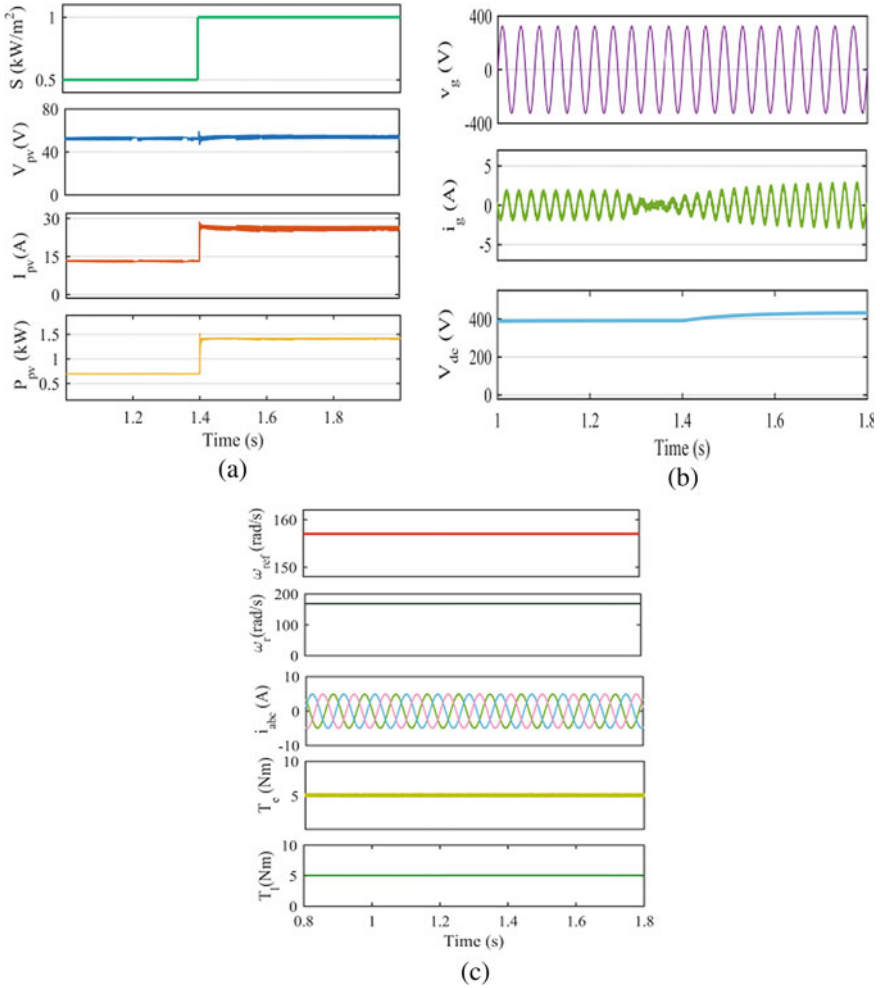 S (kW/m²)
1
0.5
V_pv (V)
80
40
0
I_pv (A)
30
15
0
P_pv (kW)
1.5
1
0.5
1.2 1.4 1.6 1.8
Time (s)
(a)
v_g (V)
400
0
-400
i_g (A)
5
0
-5
V_dc (V)
400
200
0
1 1.2 1.4 1.6 1.8
Time (s)
(b)
ω_ref (rad/s)
160
150
ω_r (rad/s)
200
100
0
i_abc (A)
10
0
-10
T_e (Nm)
10
5
T_l (Nm)
10
5
0
0.8 1 1.2 1.4 1.6 1.8
Time (s)
(c)